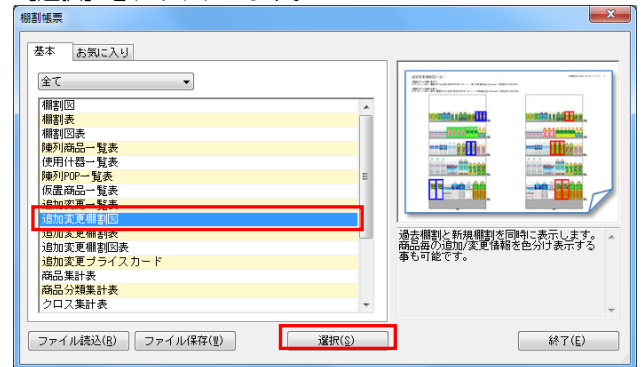 棚割帳票
基本 お気に入り
全て
棚割図
棚割表
棚割図表
陳列商品一覧表
使用什器一覧表
陳列POP一覧表
仮置商品一覧表
追加変更一覧表
追加変更棚割図
追加変更棚割表
追加変更棚割図表
追加変更プライスカード
商品集計表
商品分類集計表
クロス集計表
過去棚割と新規棚割を同時に表示します。
商品毎の追加/変更情報を色分け表示する
事も可能です。
ファイル読込(R) ファイル保存(W) 選択(S) 終了(E)